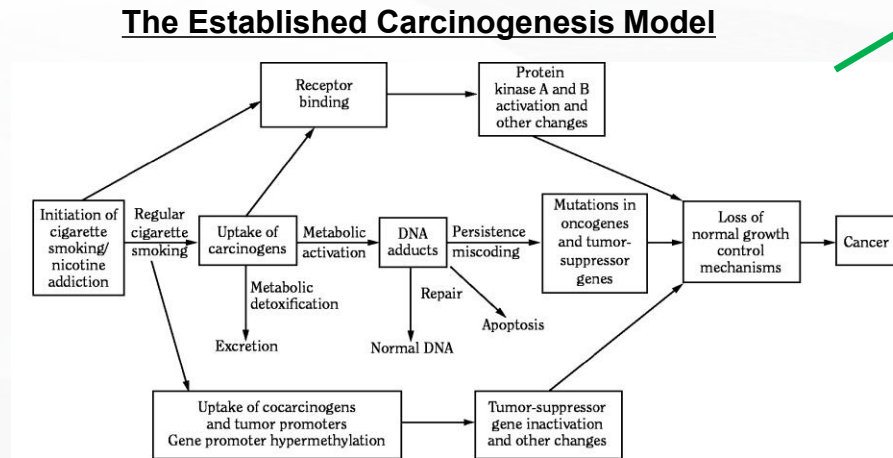 The Established Carcinogenesis Model
Receptor
binding
Protein
kinase A and B
activation and
other changes
Initiation of
cigarette
smoking/
nicotine
addiction
Regular
cigarette
smoking
Uptake of
carcinogens
Metabolic
activation
DNA
adducts
Persistence
miscoding
Mutations in
oncogenes
and tumor-
suppressor
genes
Loss of
normal growth
control
mechanisms
Cancer
Metabolic
detoxification
Repair
Apoptosis
Excretion
Normal DNA
Uptake of cocarcinogens
and tumor promoters
Gene promoter hypermethylation
Tumor-suppressor
gene inactivation
and other changes